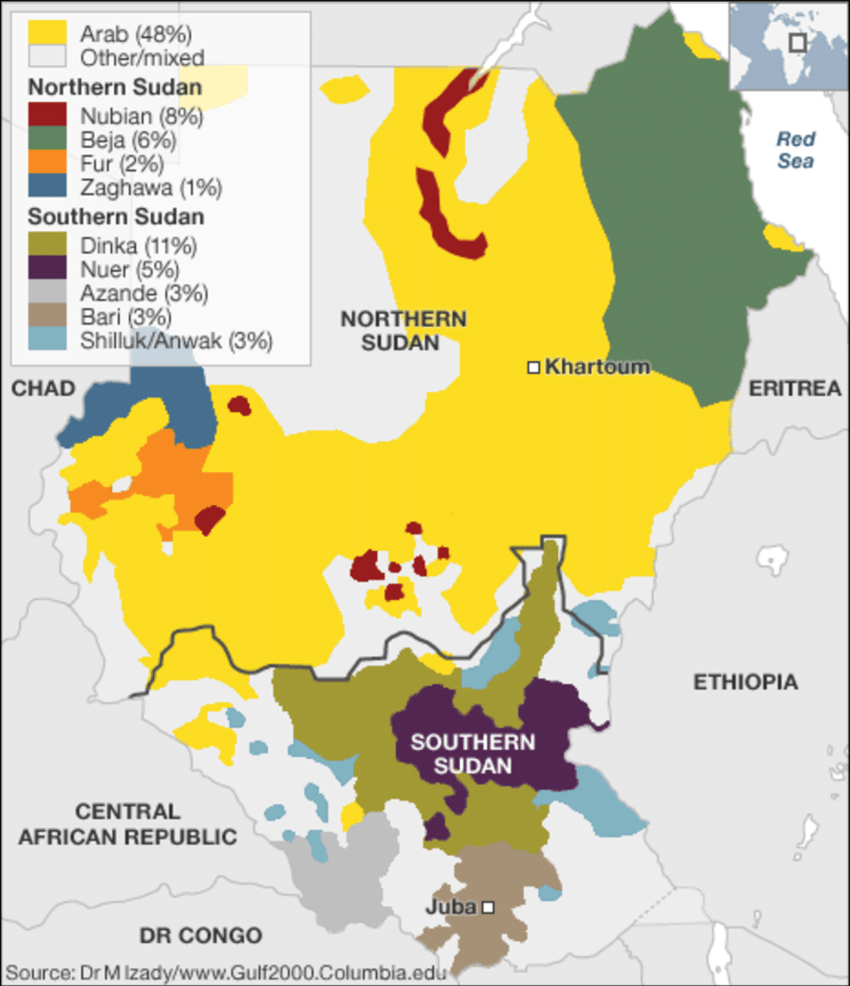 Arab (48%)
Other/mixed
Northern Sudan
Nubian (8%)
Beja (6%)
Fur (2%)
Zaghawa (1%)
Southern Sudan
Dinka (11%)
Nuer (5%)
Azande (3%)
Bari (3%)
Shilluk/Anwak (3%)
Red
Sea
NORTHERN
SUDAN
Khartoum
CHAD
ERITREA
ETHIOPIA
SOUTHERN
SUDAN
CENTRAL
AFRICAN REPUBLIC
Juba
DR CONGO
Source: Dr M Izady/www.Gulf2000.Columbia.edu